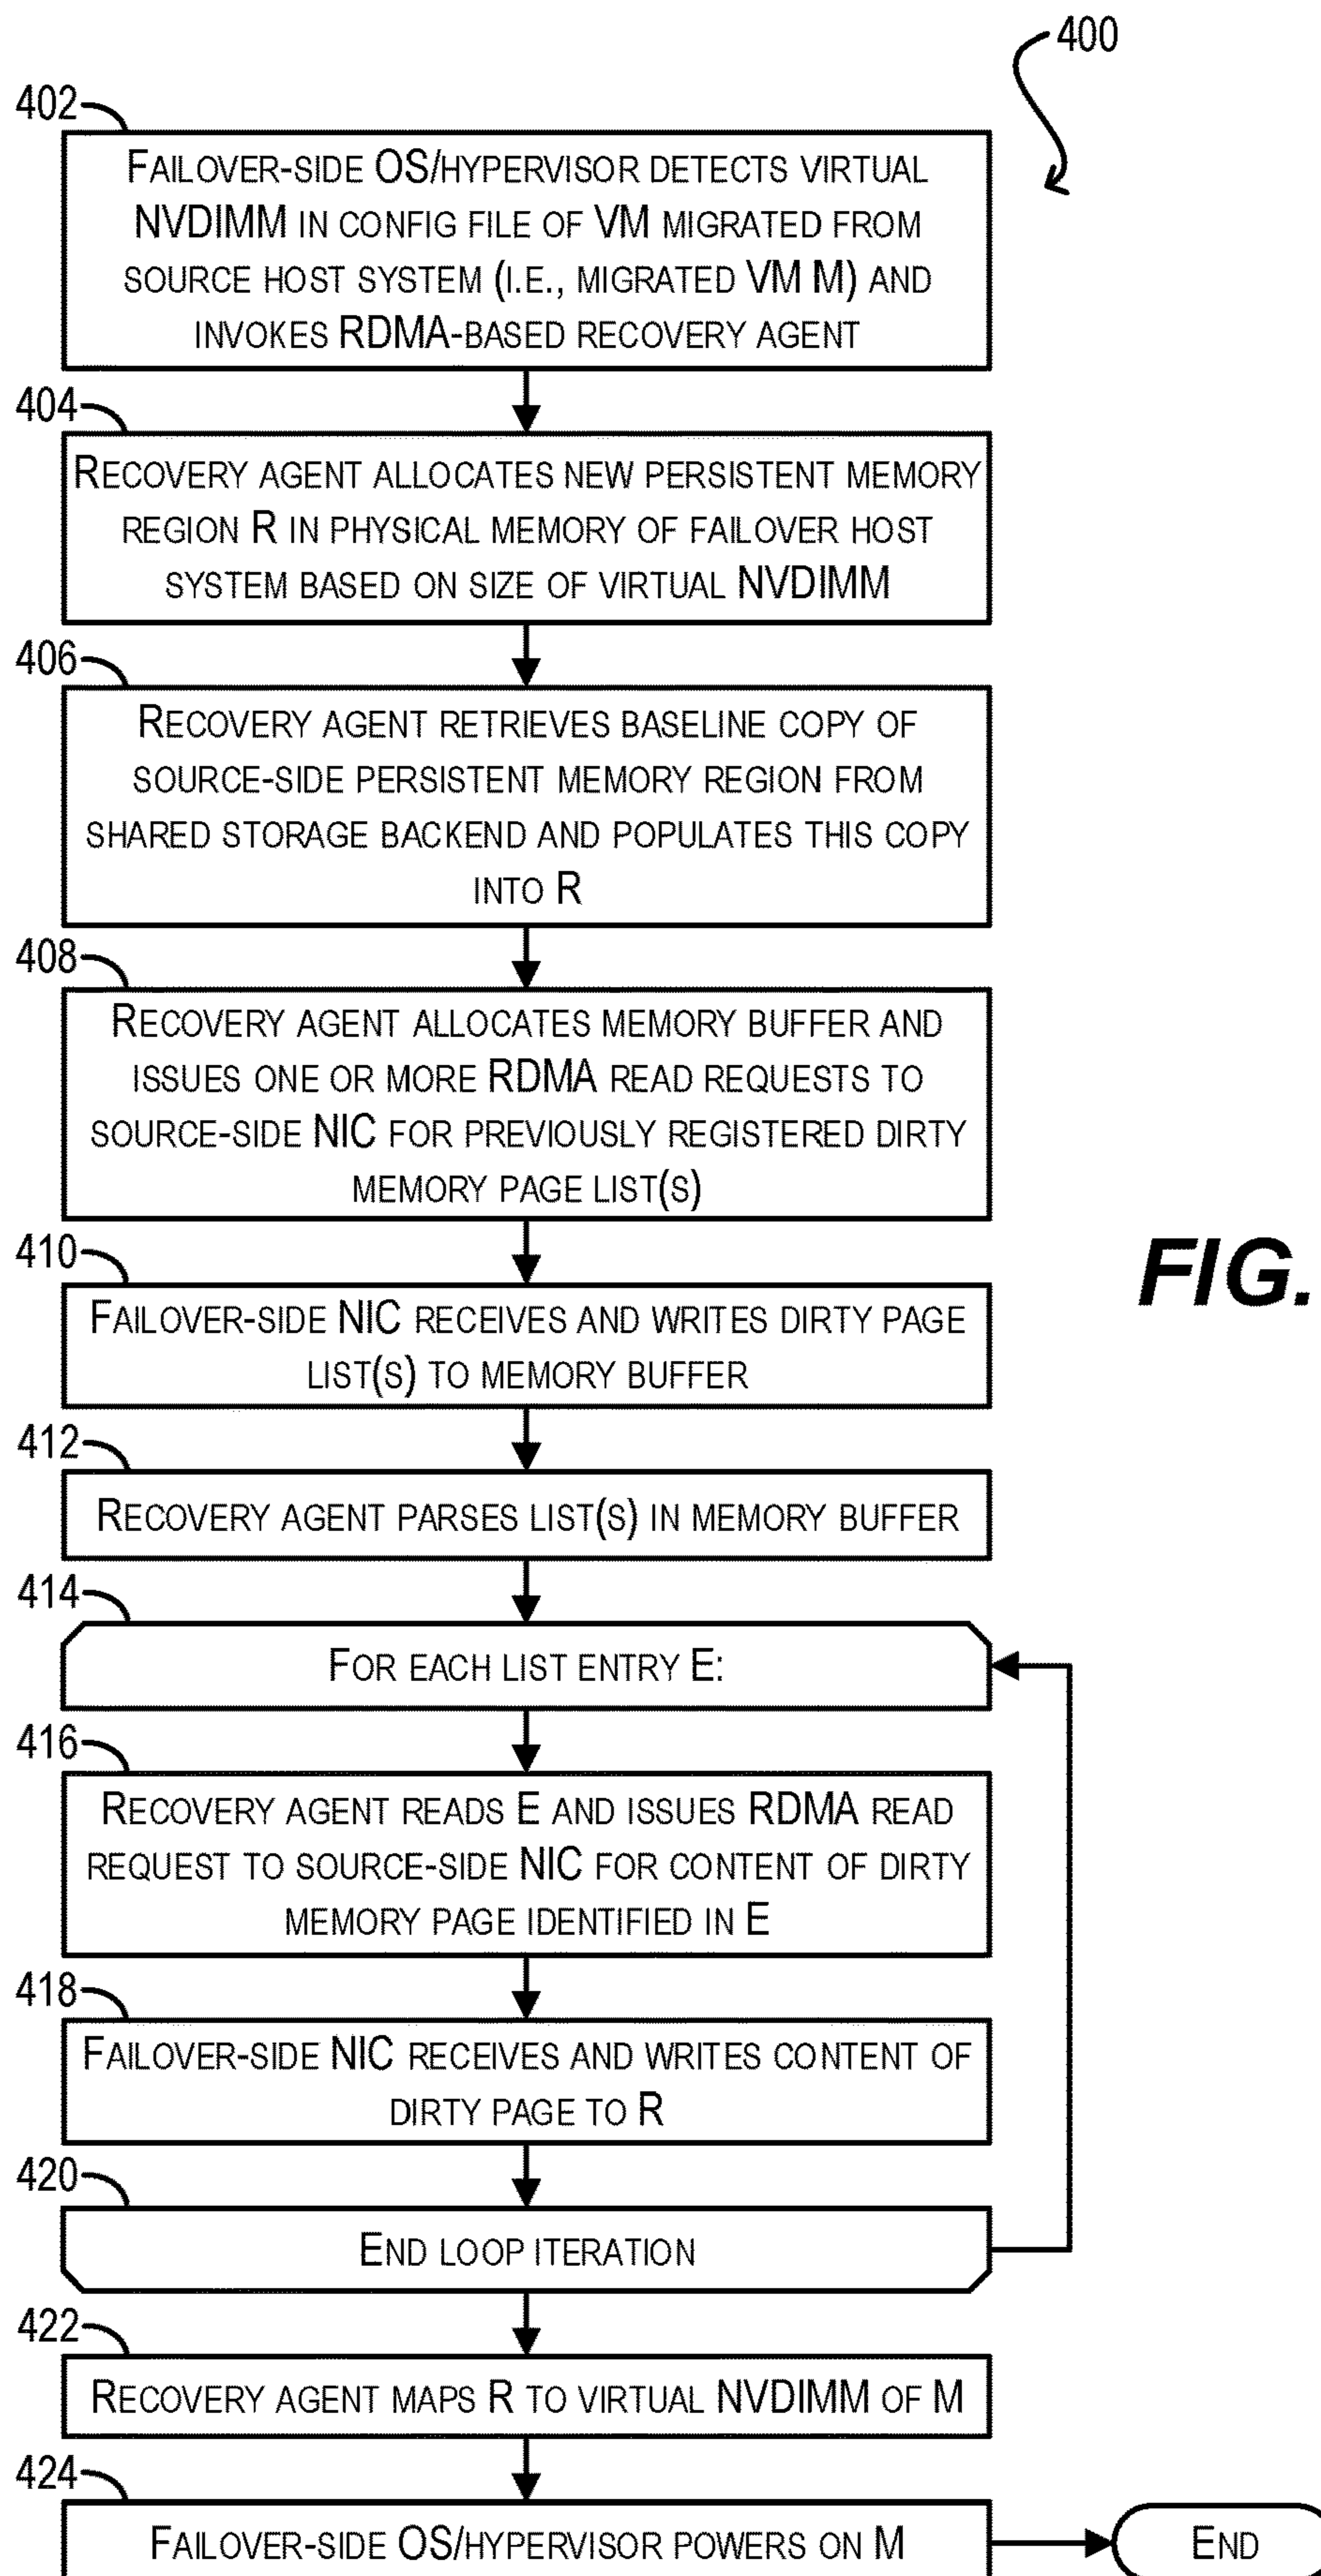 400
402
FAILOVER-SIDE OS/HYPERVISOR DETECTS VIRTUAL
NVDIMM IN CONFIG FILE OF VM MIGRATED FROM
SOURCE HOST SYSTEM (I.E., MIGRATED VM M) AND
INVOKES RDMA-BASED RECOVERY AGENT
404
RECOVERY AGENT ALLOCATES NEW PERSISTENT MEMORY
REGION R IN PHYSICAL MEMORY OF FAILOVER HOST
SYSTEM BASED ON SIZE OF VIRTUAL NVDIMM
406
RECOVERY AGENT RETRIEVES BASELINE COPY OF
SOURCE-SIDE PERSISTENT MEMORY REGION FROM
SHARED STORAGE BACKEND AND POPULATES THIS COPY
INTO R
408
RECOVERY AGENT ALLOCATES MEMORY BUFFER AND
ISSUES ONE OR MORE RDMA READ REQUESTS TO
SOURCE-SIDE NIC FOR PREVIOUSLY REGISTERED DIRTY
MEMORY PAGE LIST(S)
410
FAILOVER-SIDE NIC RECEIVES AND WRITES DIRTY PAGE
LIST(S) TO MEMORY BUFFER
FIG.
412
RECOVERY AGENT PARSES LIST(S) IN MEMORY BUFFER
414
FOR EACH LIST ENTRY E:
416
RECOVERY AGENT READS E AND ISSUES RDMA READ
REQUEST TO SOURCE-SIDE NIC FOR CONTENT OF DIRTY
MEMORY PAGE IDENTIFIED IN E
418
FAILOVER-SIDE NIC RECEIVES AND WRITES CONTENT OF
DIRTY PAGE TO R
420
END LOOP ITERATION
422
RECOVERY AGENT MAPS R TO VIRTUAL NVDIMM OF M
424
FAILOVER-SIDE OS/HYPERVISOR POWERS ON M
END